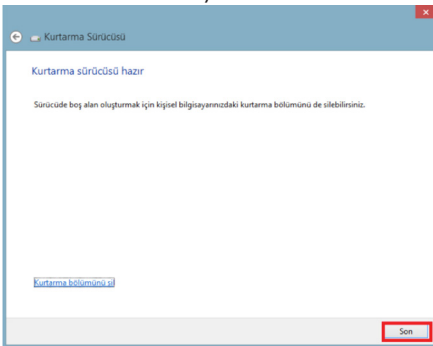 Kurtarma Sürücüsü
Kurtarma sürücüsü hazır
Sürücüde boş alan oluşturmak için kişisel bilgisayarınızdaki kurtarma bölümünü de silebilirsiniz.
Kurtarma bölümünü sil
Son